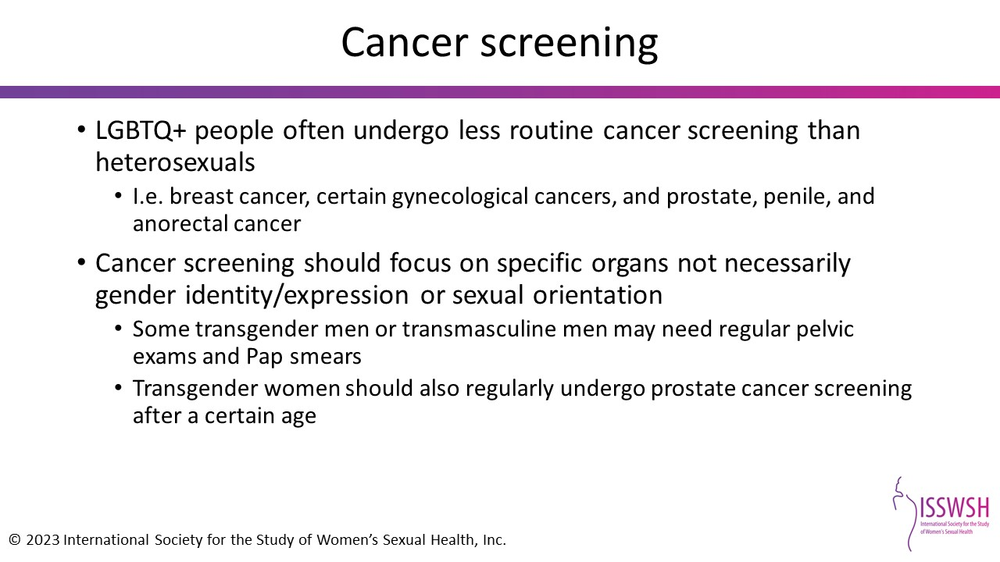 Cancer screening
• LGBTQ+ people often undergo less routine cancer screening than
heterosexuals
• I.e. breast cancer, certain gynecological cancers, and prostate, penile, and
anorectal cancer
• Cancer screening should focus on specific organs not necessarily
gender identity/expression or sexual orientation
• Some transgender men or transmasculine men may need regular pelvic
exams and Pap smears
• Transgender women should also regularly undergo prostate cancer screening
after a certain age
ISSWSH
International Society for the Study
of Women's Sexual Health
© 2023 International Society for the Study of Women’s Sexual Health, Inc.